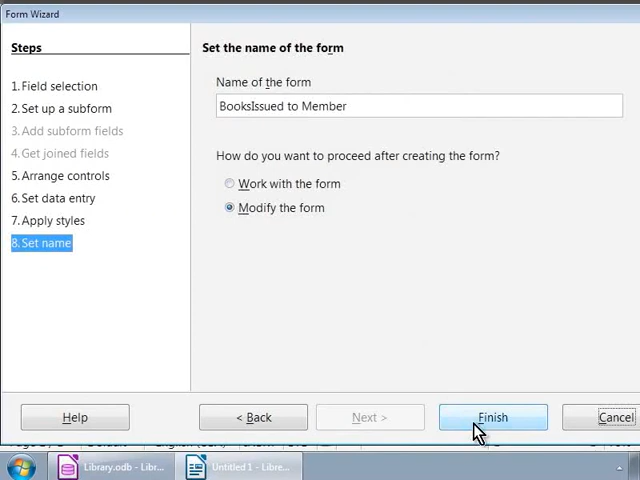 Form Wizard
Steps
Set the name of the form
Name of the form
1. Field selection
BooksIssued to Member
2. Set up a subform
3. Add subform fields
4. Get joined fields
How do you want to proceed after creating the form?
5. Arrange controls
Work with the form
6. Set data entry
Modify the form
7. Apply styles
8. Set name
Help
< Back
Next >
Finish
Cancel
Library.odb - Libr...
Untitled 1 - Libre...